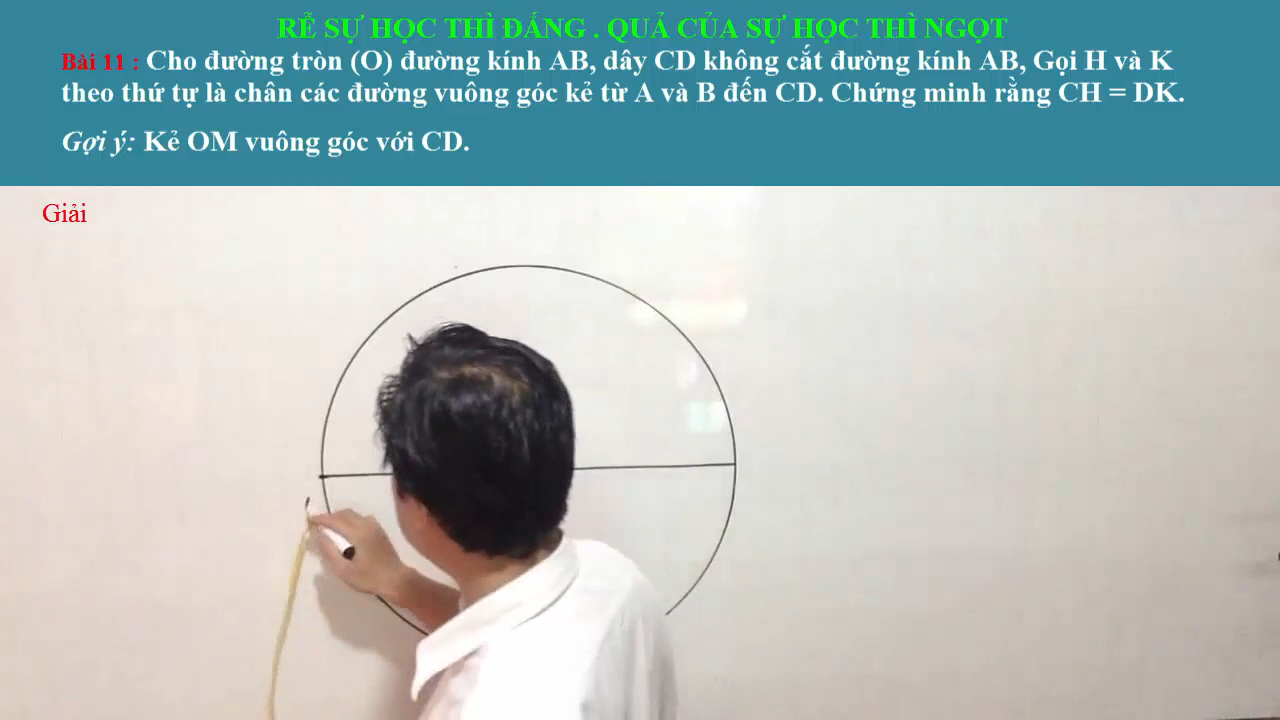 RỄ SỰ HỌC THÌ ĐẮNG . QUẢ CỦA SỰ HỌC THÌ NGỌT
Bài 11 : Cho đường tròn (O) đường kính AB, dây CD không cắt đường kính AB, Gọi H và K
theo thứ tự là chân các đường vuông góc kẻ từ A và B đến CD. Chứng minh rằng CH = DK.
Gợi ý: Kẻ OM vuông góc với CD.
Giải